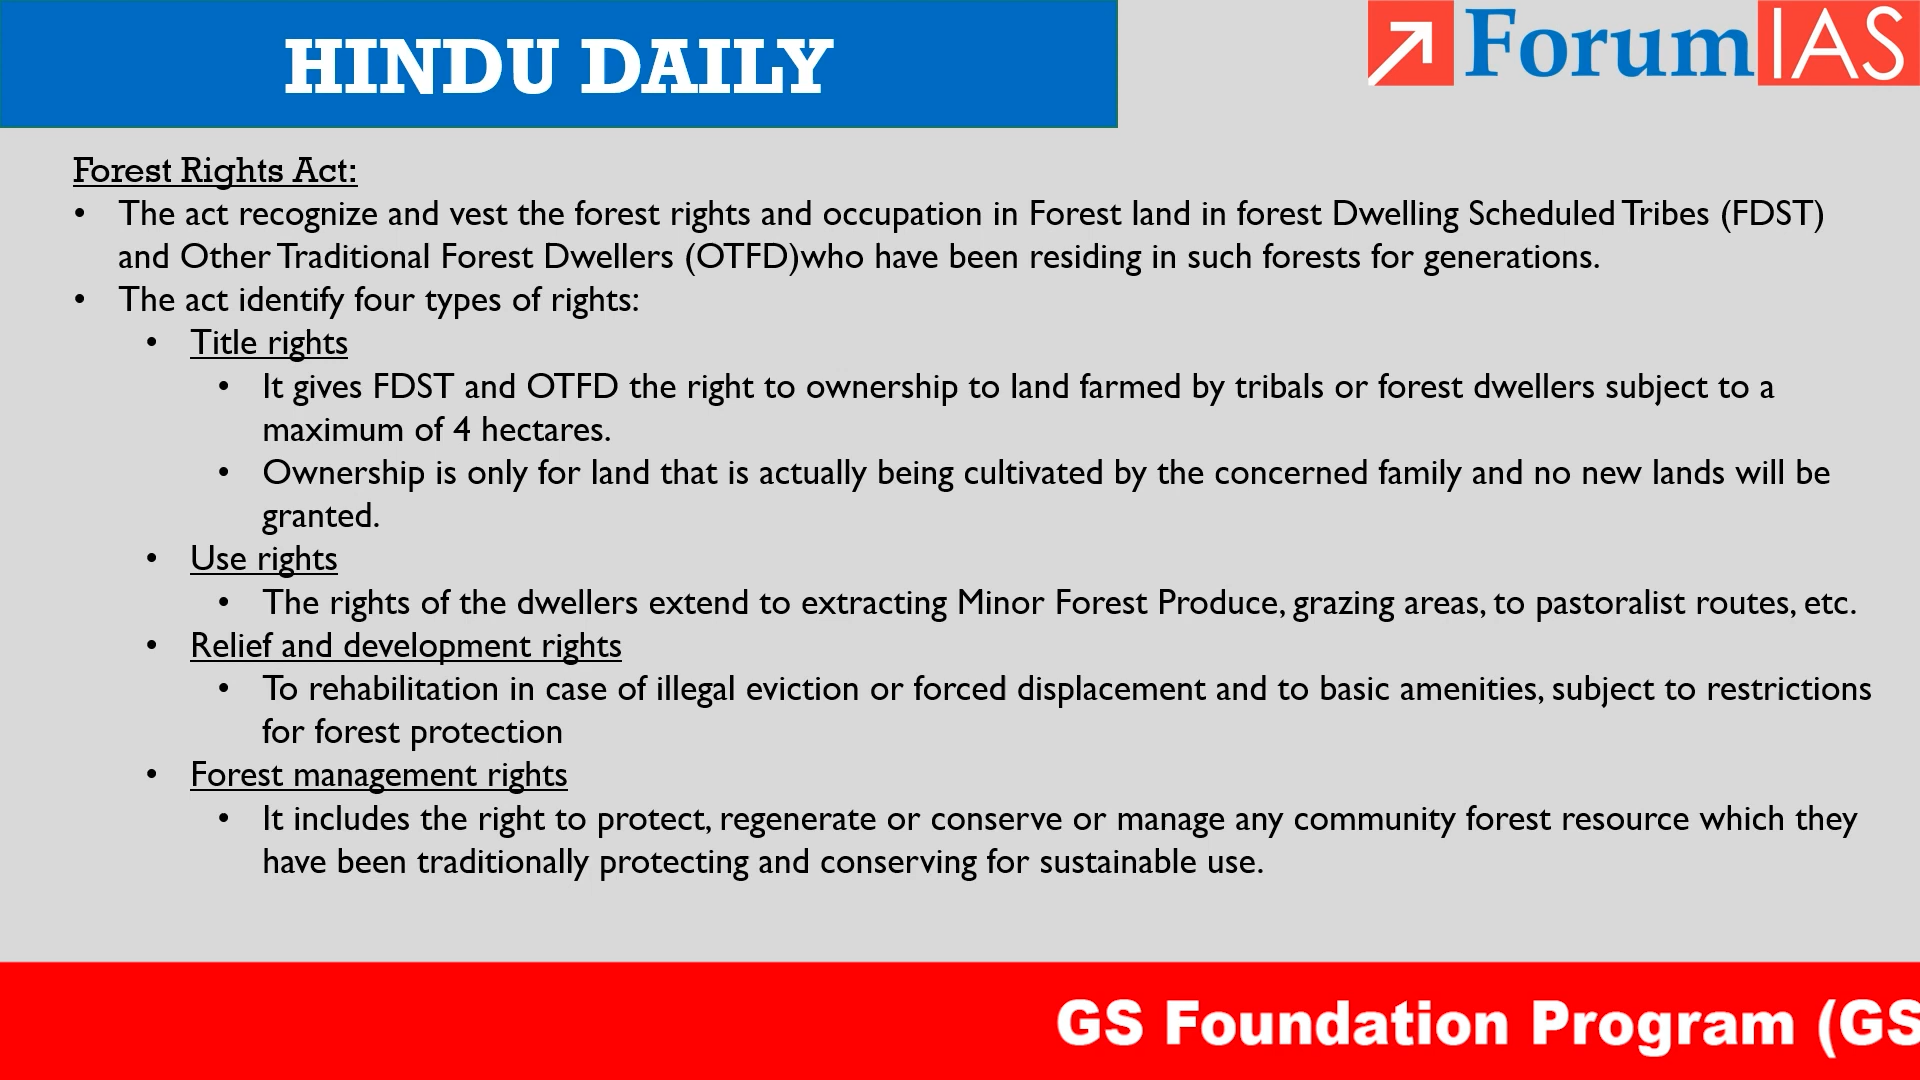 HINDU DAILY
ForumIAS
Forest Rights Act:
• The act recognize and vest the forest rights and occupation in Forest land in forest Dwelling Scheduled Tribes (FDST)
and Other Traditional Forest Dwellers (OTFD)who have been residing in such forests for generations.
• The act identify four types of rights:
• Title rights
• It gives FDST and OTFD the right to ownership to land farmed by tribals or forest dwellers subject to a
maximum of 4 hectares.
• Ownership is only for land that is actually being cultivated by the concerned family and no new lands will be
granted.
• Use rights
• The rights of the dwellers extend to extracting Minor Forest Produce, grazing areas, to pastoralist routes, etc.
• Relief and development rights
• To rehabilitation in case of illegal eviction or forced displacement and to basic amenities, subject to restrictions
for forest protection
• Forest management rights
• It includes the right to protect, regenerate or conserve or manage any community forest resource which they
have been traditionally protecting and conserving for sustainable use.
GS Foundation Program (GS